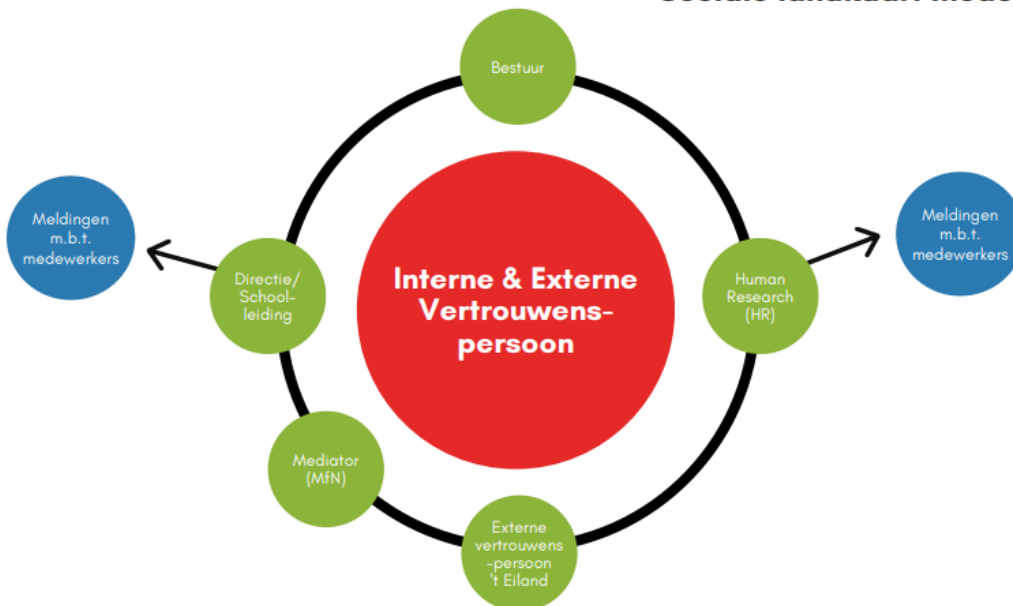 Bestuur
Meldingen
m.b.t.
medewerkers
Directie/
School-
leiding
Interne & Externe
Vertrouwens-
persoon
Human
Research
(HR)
Meldingen
m.b.t.
medewerkers
Mediator
(MfN)
Externe
vertrouwens
-persoon
't Eiland